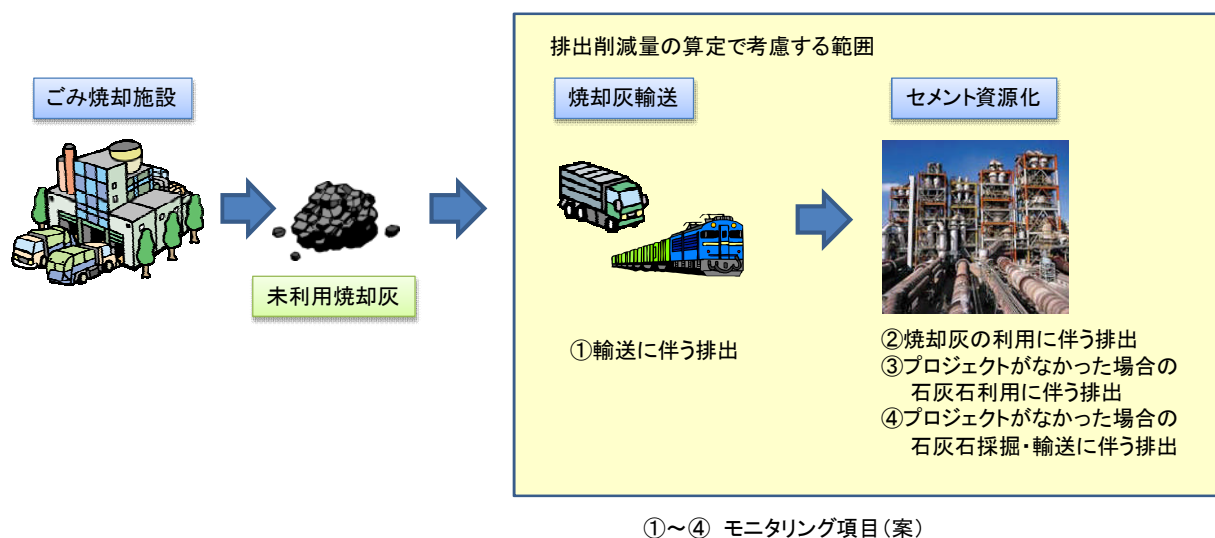 排出削減量の算定で考慮する範囲
ごみ焼却施設
焼却灰輸送
セメント資源化
未利用焼却灰
①輸送に伴う排出
②焼却灰の利用に伴う排出
③プロジェクトがなかった場合の
石灰石利用に伴う排出
④プロジェクトがなかった場合の
石灰石採掘・輸送に伴う排出
①～④ モニタリング項目（案）